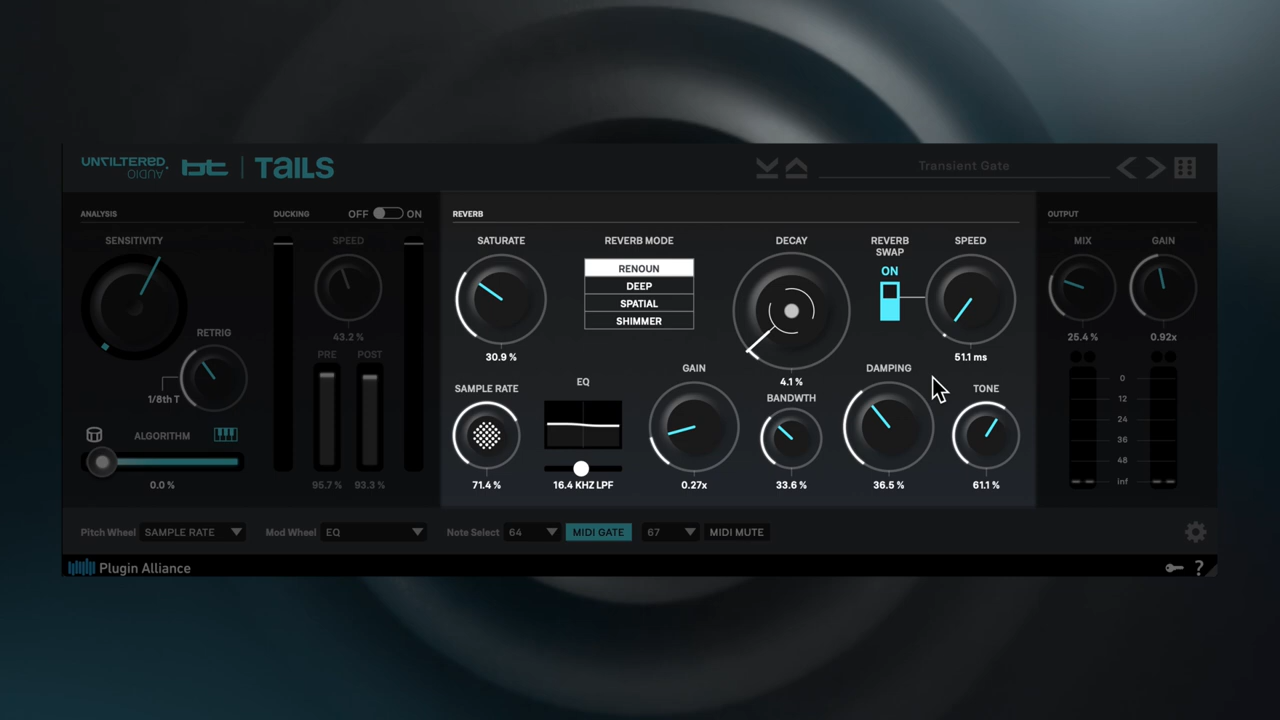 UNFILTERED AUDIO BT | TAILS
Transient Gate
ANALYSIS
SENSITIVITY
RETRIG
1/8th T
ALGORITHM
0.0 %
DUCKING OFF ON
SPEED
43.2 %
PRE POST
95.7 % 93.3 %
REVERB
SATURATE
30.9 %
REVERB MODE
RENOUN
DEEP
SPATIAL
SHIMMER
DECAY
4.1 %
REVERB
SWAP
ON
SPEED
51.1 ms
SAMPLE RATE
71.4 %
EQ
16.4 KHZ LPF
GAIN
0.27x
BANDWTH
33.6 %
DAMPING
36.5 %
TONE
61.1 %
OUTPUT
MIX GAIN
25.4 % 0.92x
0
12
24
36
48
inf
Pitch Wheel SAMPLE RATE Mod Wheel EQ Note Select 64 MIDI GATE 67 MIDI MUTE
Plugin Alliance ?